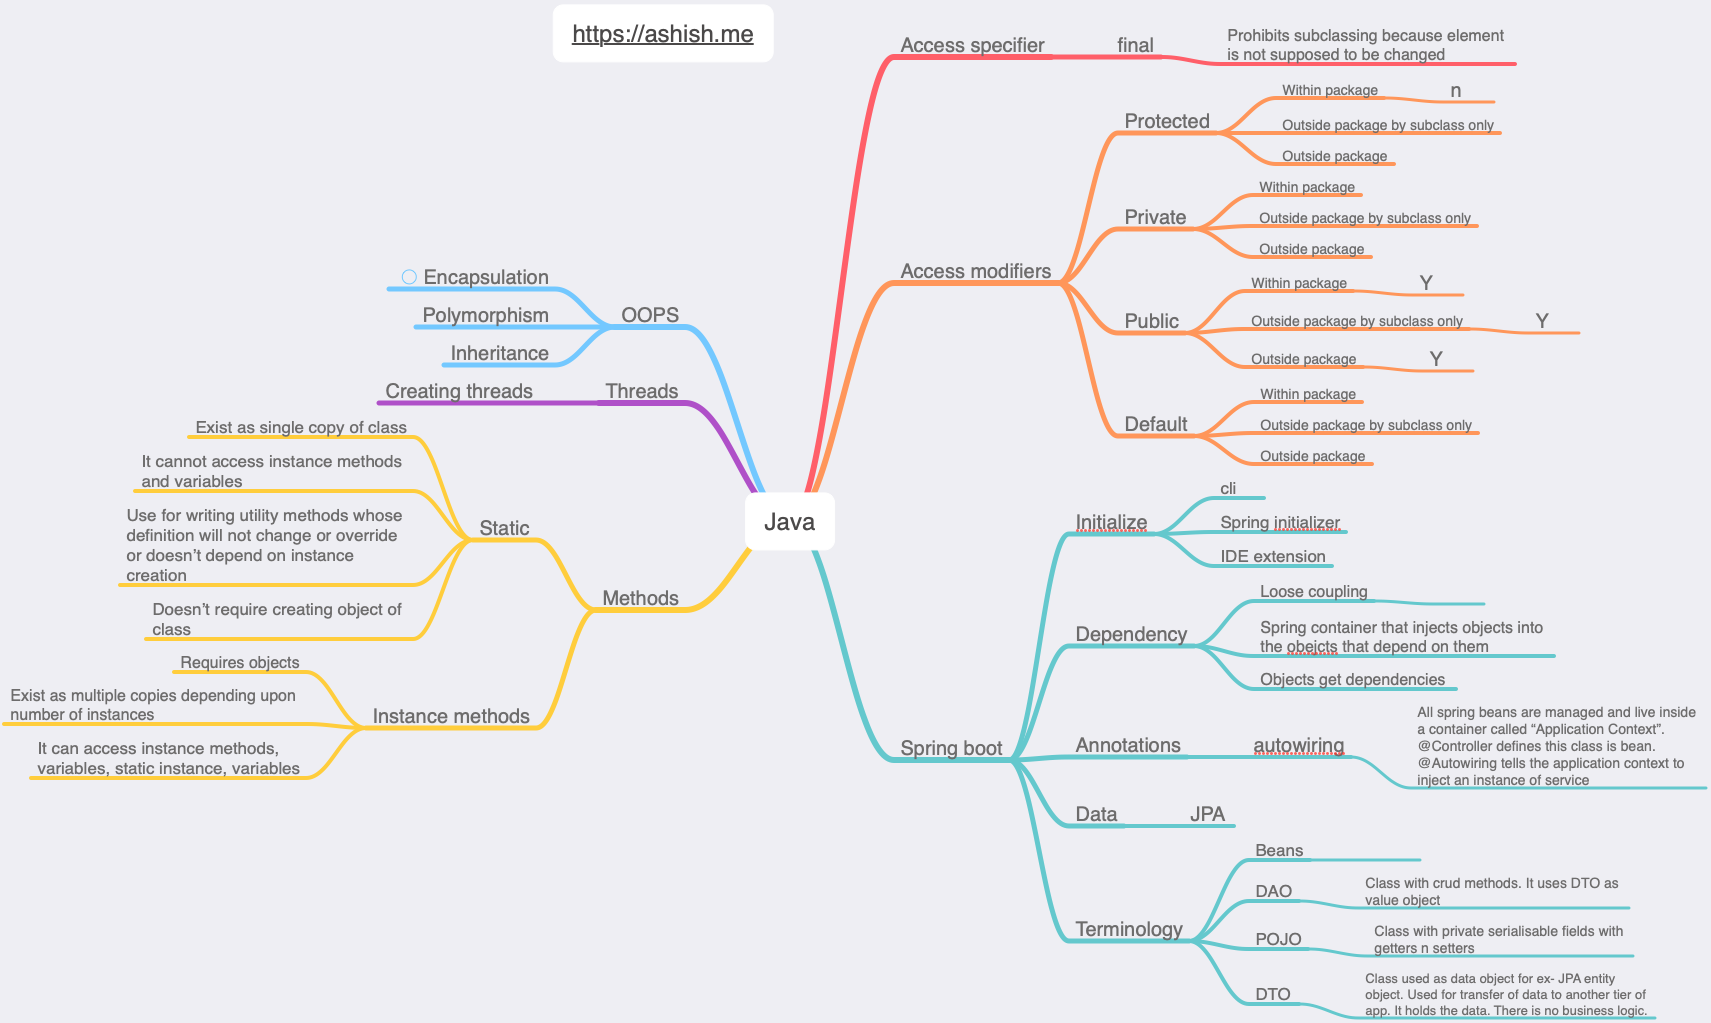 https://ashish.me
Java
Access specifier
final
Prohibits subclassing because element
is not supposed to be changed
Access modifiers
Protected
Within package
n
Outside package by subclass only
Outside package
Private
Within package
Outside package by subclass only
Outside package
Public
Within package
Y
Outside package by subclass only
Y
Outside package
Y
Default
Within package
Outside package by subclass only
Outside package
Spring boot
Initialize
cli
Spring initializer
IDE extension
Dependency
Loose coupling
Spring container that injects objects into
the obejcts that depend on them
Objects get dependencies
Annotations
autowiring
All spring beans are managed and live inside
a container called “Application Context”.
@Controller defines this class is bean.
@Autowiring tells the application context to
inject an instance of service
Data
JPA
Terminology
Beans
DAO
Class with crud methods. It uses DTO as
value object
POJO
Class with private serialisable fields with
getters n setters
DTO
Class used as data object for ex- JPA entity
object. Used for transfer of data to another tier of
app. It holds the data. There is no business logic.
OOPS
Encapsulation
Polymorphism
Inheritance
Threads
Creating threads
Methods
Static
Exist as single copy of class
It cannot access instance methods
and variables
Use for writing utility methods whose
definition will not change or override
or doesn’t depend on instance
creation
Doesn’t require creating object of
class
Instance methods
Requires objects
Exist as multiple copies depending upon
number of instances
It can access instance methods,
variables, static instance, variables